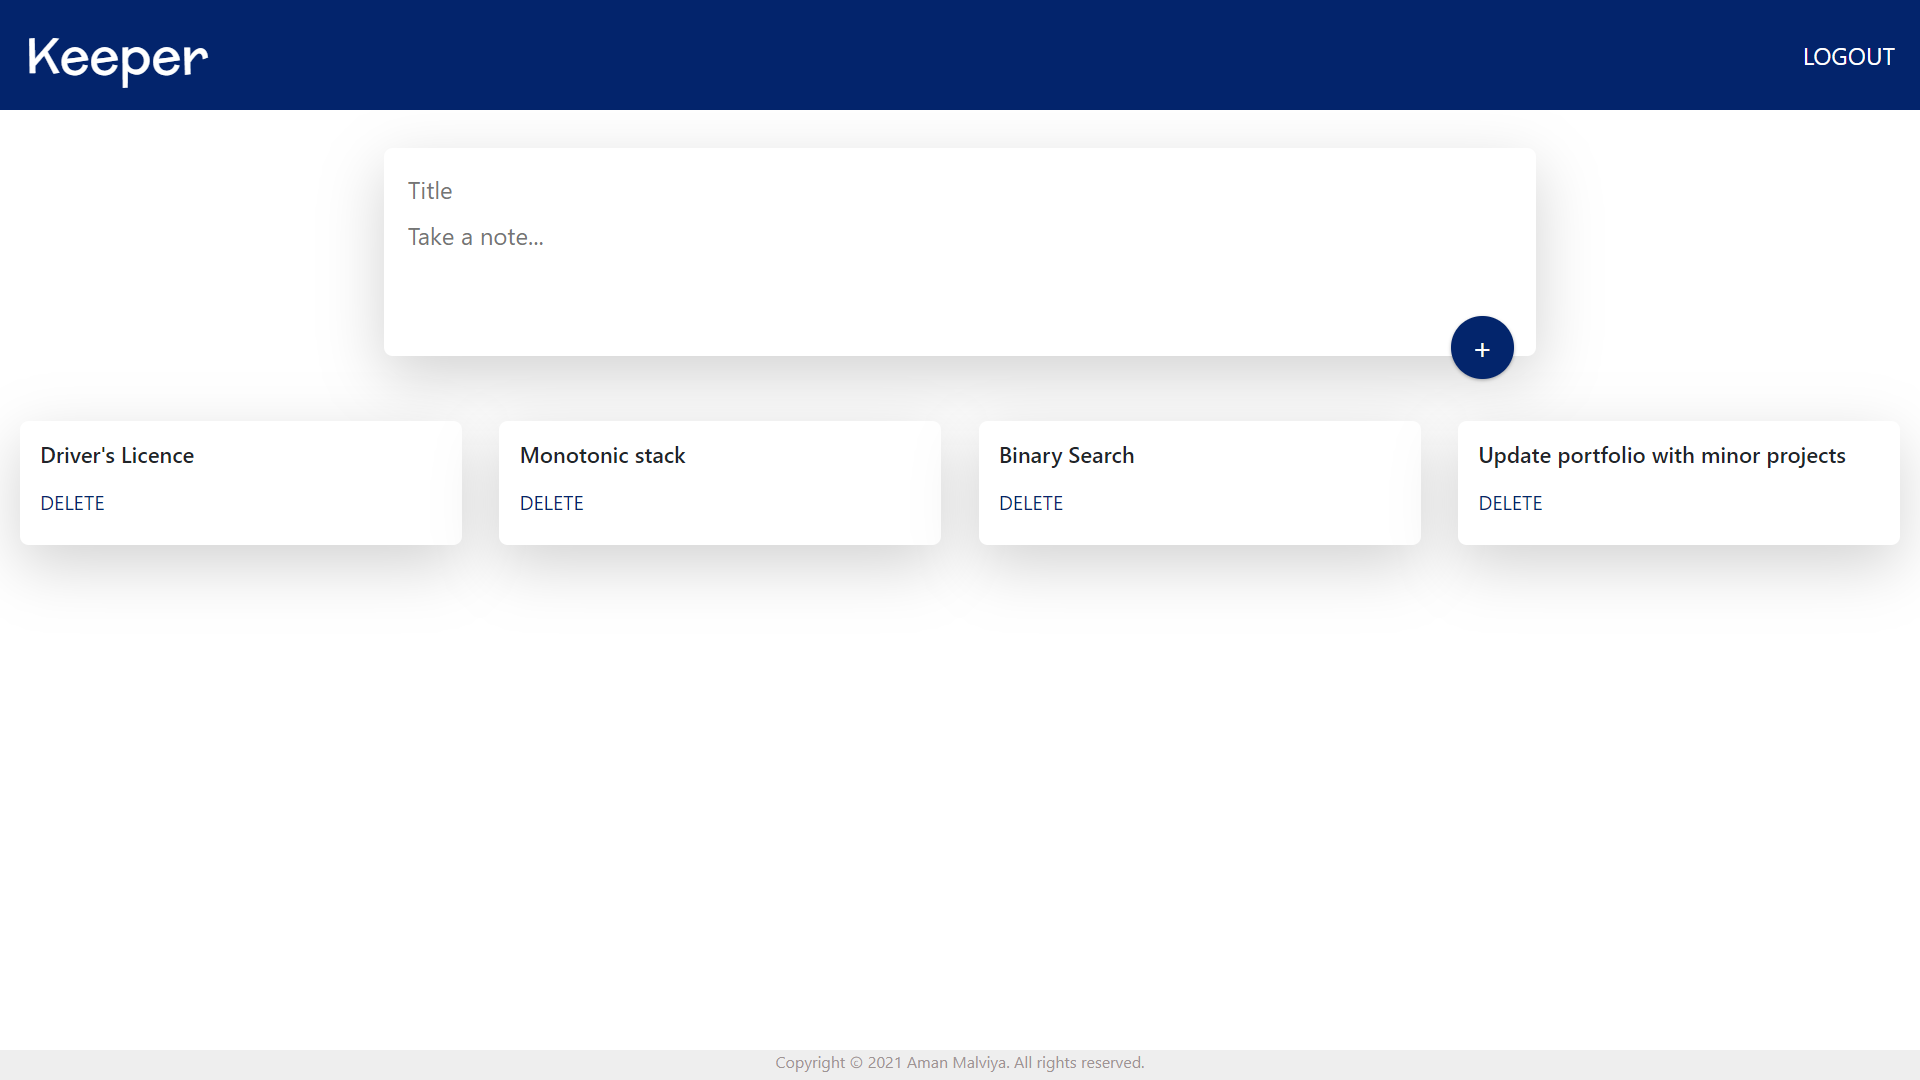 Keeper
LOGOUT
Title
Take a note...
+
Driver's Licence
DELETE
Monotonic stack
DELETE
Binary Search
DELETE
Update portfolio with minor projects
DELETE
Copyright © 2021 Aman Malviya. All rights reserved.